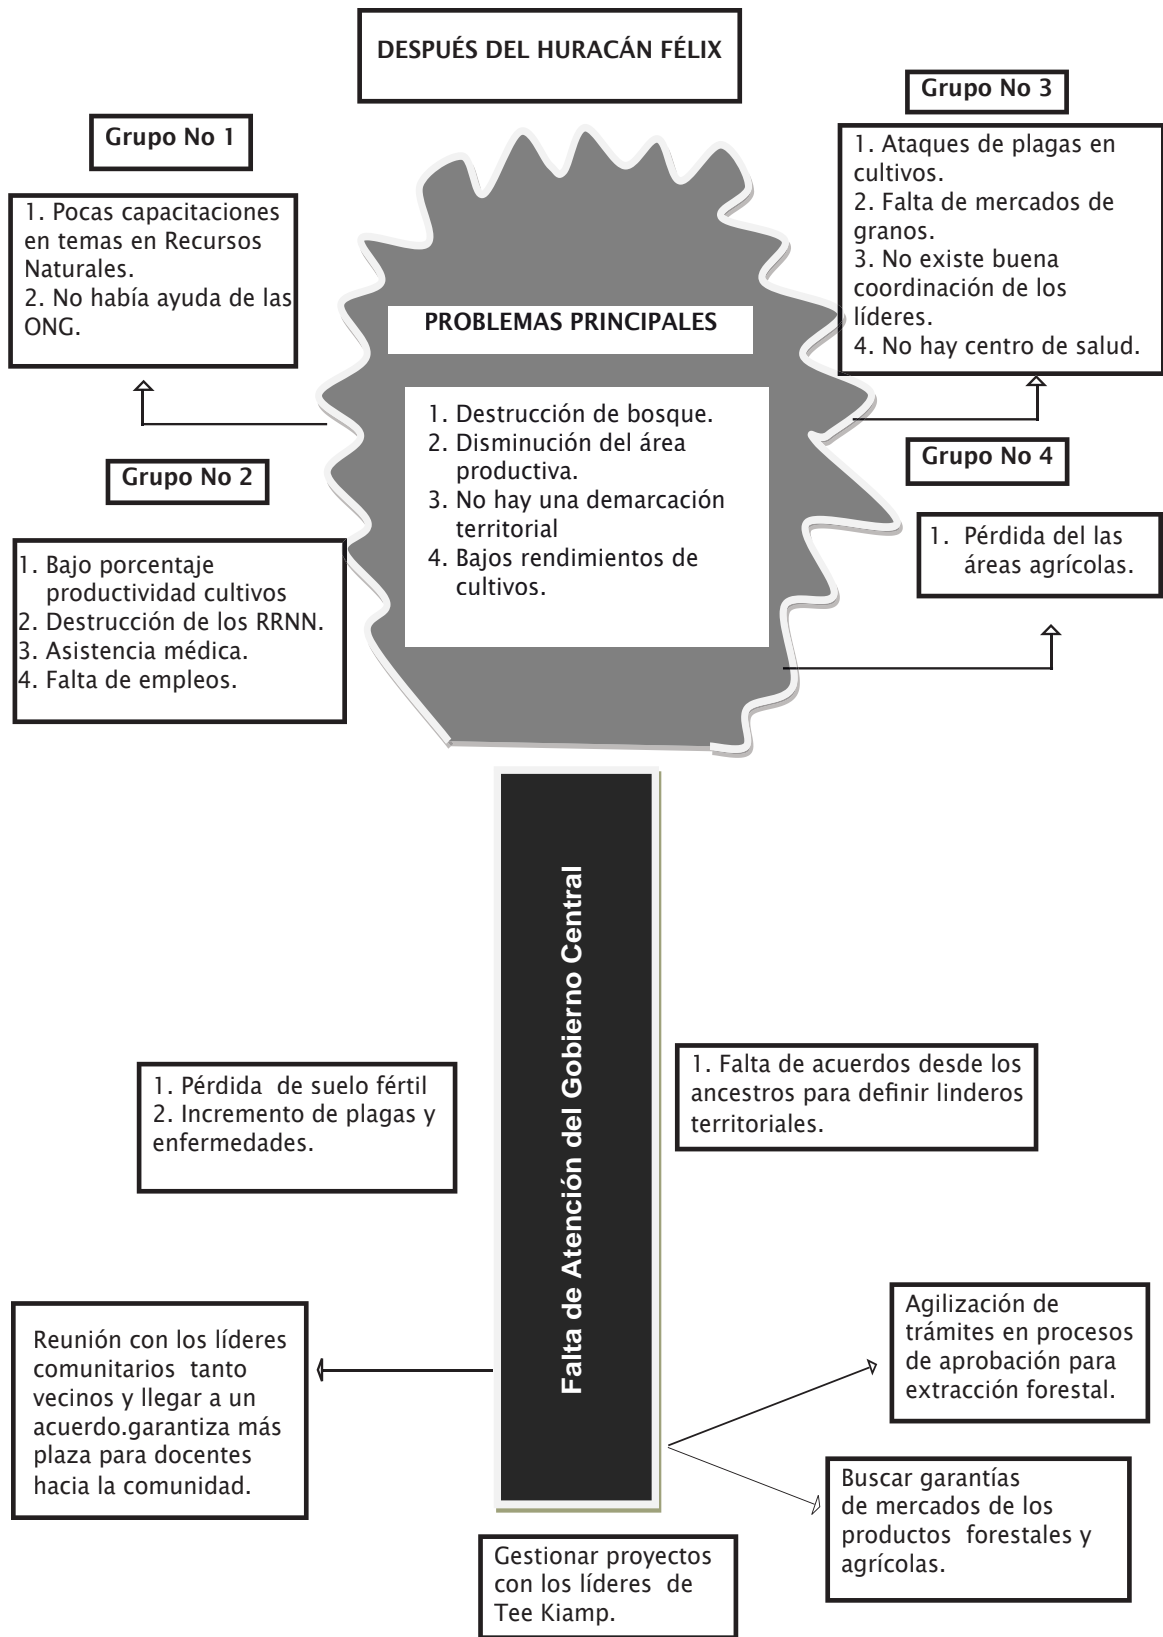 DESPUÉS DEL HURACÁN FÉLIX
Grupo No 1
1. Pocas capacitaciones
en temas en Recursos
Naturales.
2. No había ayuda de las
ONG.
Grupo No 2
1. Bajo porcentaje
productividad cultivos
2. Destrucción de los RRNN.
3. Asistencia médica.
4. Falta de empleos.
PROBLEMAS PRINCIPALES
1. Destrucción de bosque.
2. Disminución del área
productiva.
3. No hay una demarcación
territorial
4. Bajos rendimientos de
cultivos.
Grupo No 3
1. Ataques de plagas en
cultivos.
2. Falta de mercados de
granos.
3. No existe buena
coordinación de los
líderes.
4. No hay centro de salud.
Grupo No 4
1. Pérdida del las
áreas agrícolas.
Falta de Atención del Gobierno Central
1. Pérdida de suelo fértil
2. Incremento de plagas y
enfermedades.
1. Falta de acuerdos desde los
ancestros para definir linderos
territoriales.
Reunión con los líderes
comunitarios tanto
vecinos y llegar a un
acuerdo.garantiza más
plaza para docentes
hacia la comunidad.
Agilización de
trámites en procesos
de aprobación para
extracción forestal.
Buscar garantías
de mercados de los
productos forestales y
agrícolas.
Gestionar proyectos
con los líderes de
Tee Kiamp.